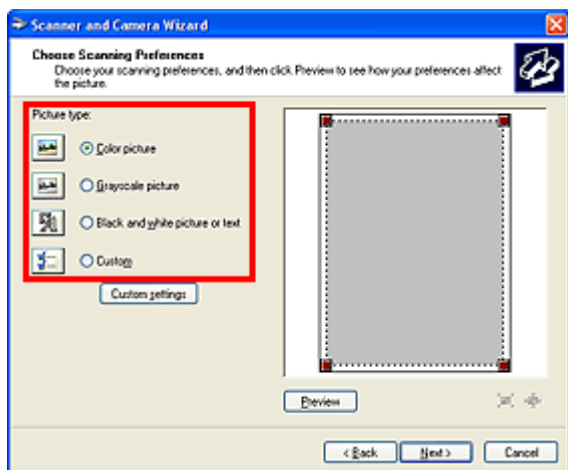 Scanner and Camera Wizard
Choose Scanning Preferences
Choose your scanning preferences, and then click Preview to see how your preferences affect
the picture.
Picture type:
Color picture
Grayscale picture
Black and white picture or text
Custom
Custom settings
Preview
< Back Next > Cancel